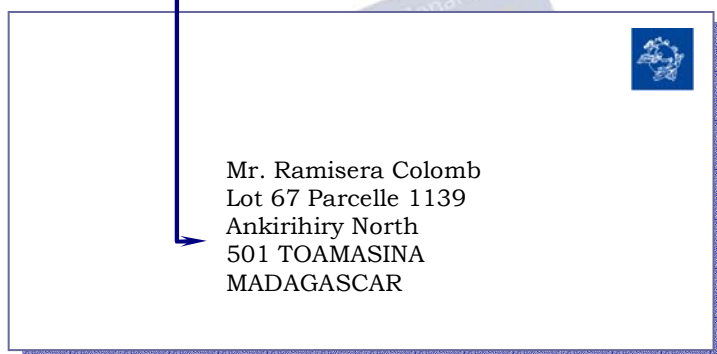 Mr. Ramisera Colomb
Lot 67 Parcelle 1139
Ankirihiry North
501 TOAMASINA
MADAGASCAR